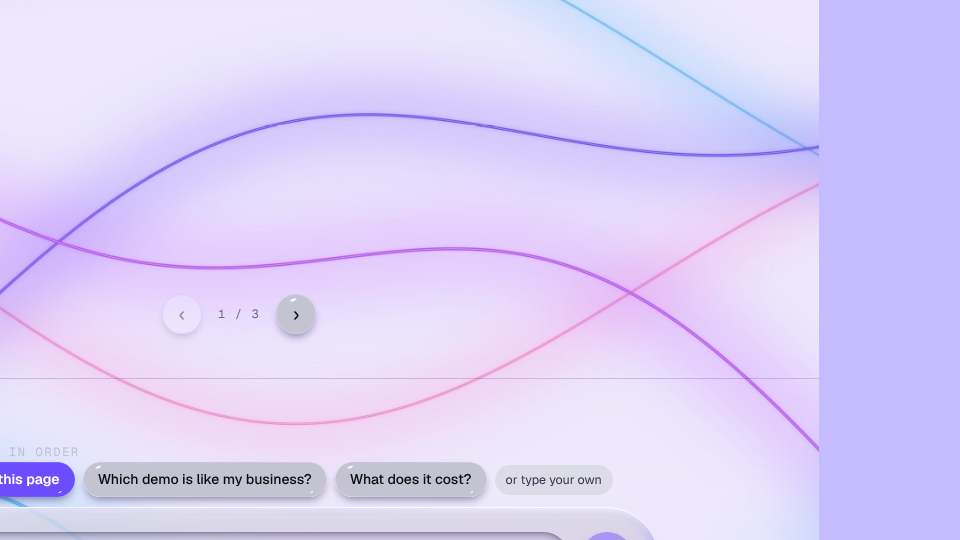 ‹ 1 / 3 ›
IN ORDER
this page Which demo is like my business? What does it cost? or type your own